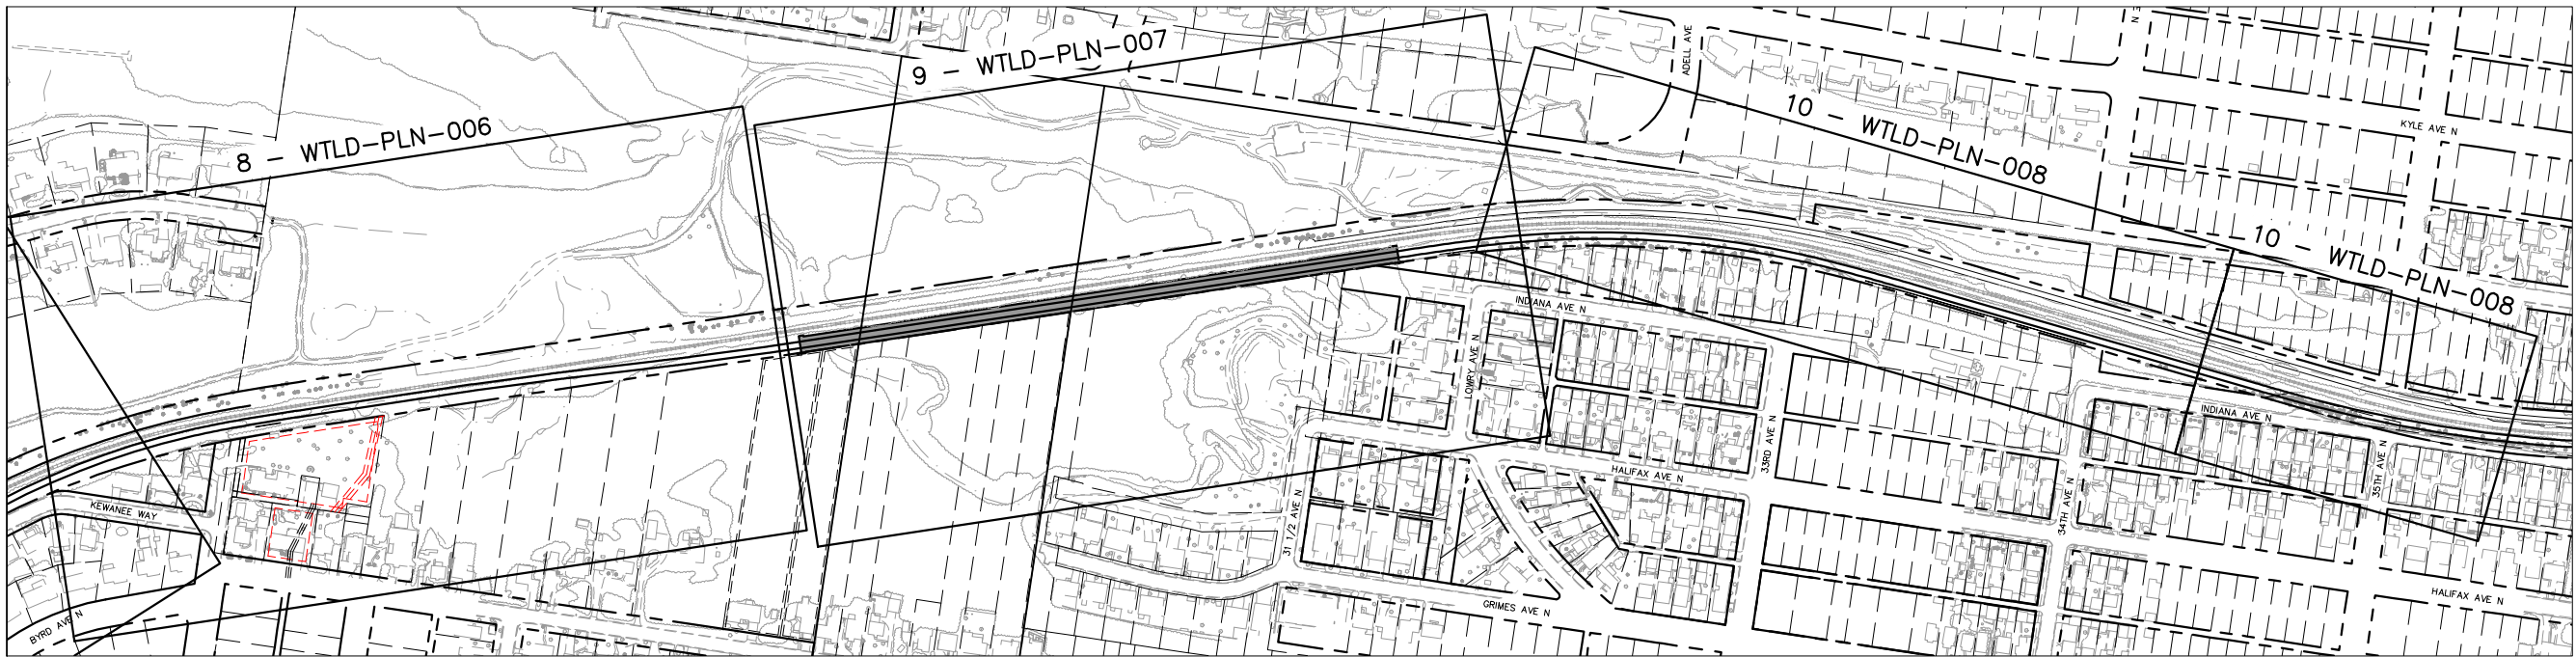 9 - WTLD-PLN-007
8 - WTLD-PLN-006
ADELL AVE
10 - WTLD-PLN-008
KYLE AVE N
10 - WTLD-PLN-008
INDIANA AVE N
LOWRY AVE N
INDIANA AVE N
33RD AVE N
35TH AVE N
HALIFAX AVE N
34TH AVE N
KEWANEE WAY
31 1/2 AVE N
HALIFAX AVE N
GRIMES AVE N
BYRD AVE N